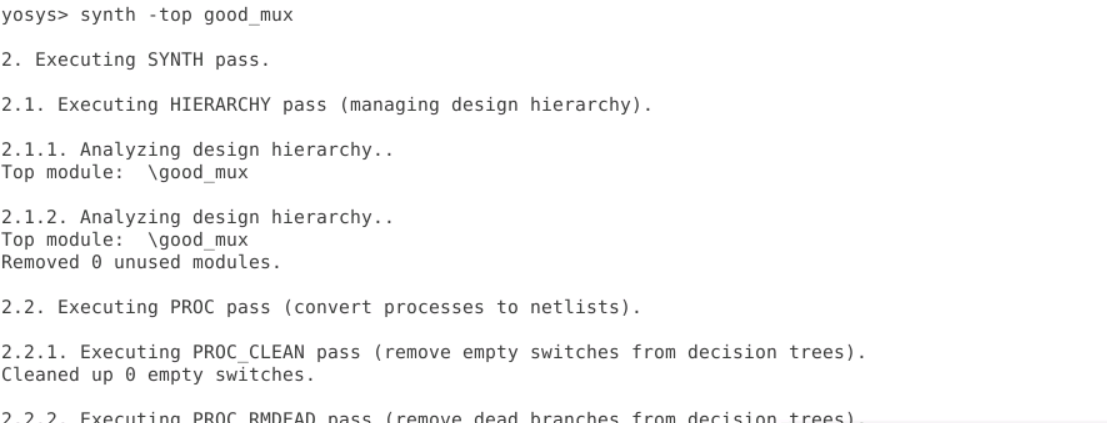 yosys> synth -top good_mux
2. Executing SYNTH pass.
2.1. Executing HIERARCHY pass (managing design hierarchy).
2.1.1. Analyzing design hierarchy..
Top module:  \good_mux
2.1.2. Analyzing design hierarchy..
Top module:  \good_mux
Removed 0 unused modules.
2.2. Executing PROC pass (convert processes to netlists).
2.2.1. Executing PROC_CLEAN pass (remove empty switches from decision trees).
Cleaned up 0 empty switches.
2.2.2. Executing PROC_RMDEAD pass (remove dead branches from decision trees).